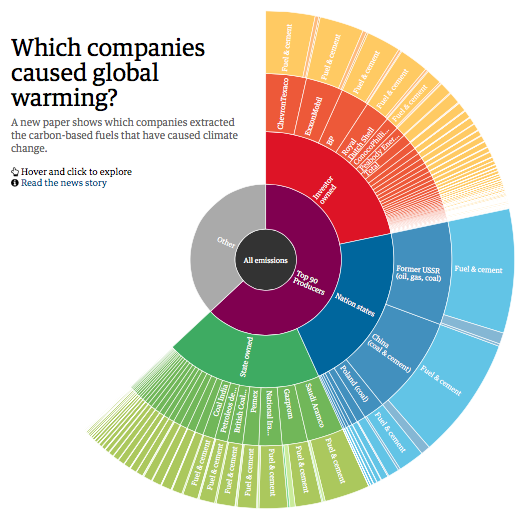 Which companies
caused global
warming?
A new paper shows which companies extracted
the carbon-based fuels that have caused climate
change.
Hover and click to explore
Read the news story
All emissions
Other
Top 90
Producers
Investor
owned
ChevronTexaco
ExxonMobil
BP
Royal
Dutch Shell
ConocoPhilli...
Peabody Ener...
Total
Fuel & cement
Fuel & cement
Fuel & cement
Fuel & cement
Fuel & cement
Nation states
Former USSR
(oil, gas, coal)
China
(coal & cement)
Poland (coal)
Fuel & cement
Fuel & cement
Fuel & cement
State owned
Saudi Aramco
Gazprom
National Ira...
Pemex
British Coal...
Petroleos de...
Coal India
Fuel & cement
Fuel & cement
Fuel & cement
Fuel & cement
Fuel & cement
Fuel & cement
Fuel & cement